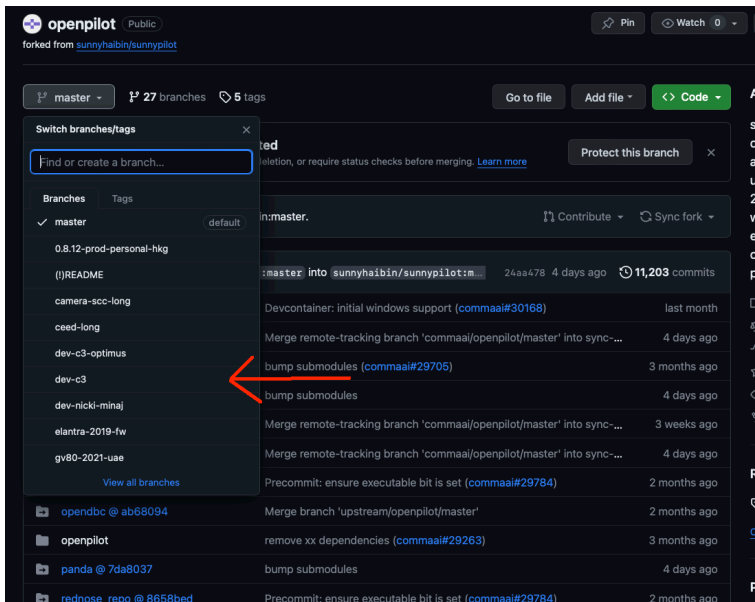 openpilot Public
Pin
Watch 0
forked from sunnyhaibin/sunnypilot
master
27 branches
5 tags
Go to file
Add file
Code
Switch branches/tags
Find or create a branch...
Branches
Tags
master default
0.8.12-prod-personal-hkg
(!)README
camera-scc-long
ceed-long
dev-c3-optimus
dev-c3
dev-nicki-minaj
elantra-2019-fw
gv80-2021-uae
View all branches
ted
eletion, or require status checks before merging. Learn more
Protect this branch
in:master.
Contribute
Sync fork
:master into sunnyhaibin/sunnypilot:m...
24aa478 4 days ago
11,203 commits
Devcontainer: initial windows support (commaai#30168) last month
Merge remote-tracking branch 'commaai/openpilot/master' into sync-... 4 days ago
bump submodules (commaai#29705) 3 months ago
bump submodules 4 days ago
Merge remote-tracking branch 'commaai/openpilot/master' into sync-... 3 weeks ago
Merge remote-tracking branch 'commaai/openpilot/master' into sync-... 4 days ago
Precommit: ensure executable bit is set (commaai#29784) 2 months ago
opendbc @ ab68094 Merge branch 'upstream/openpilot/master' 2 months ago
openpilot remove xx dependencies (commaai#29263) 3 months ago
panda @ 7da8037 bump submodules 4 days ago
rednose_repo @ 8658bed Precommit: ensure executable bit is set (commaai#29784) 2 months ago